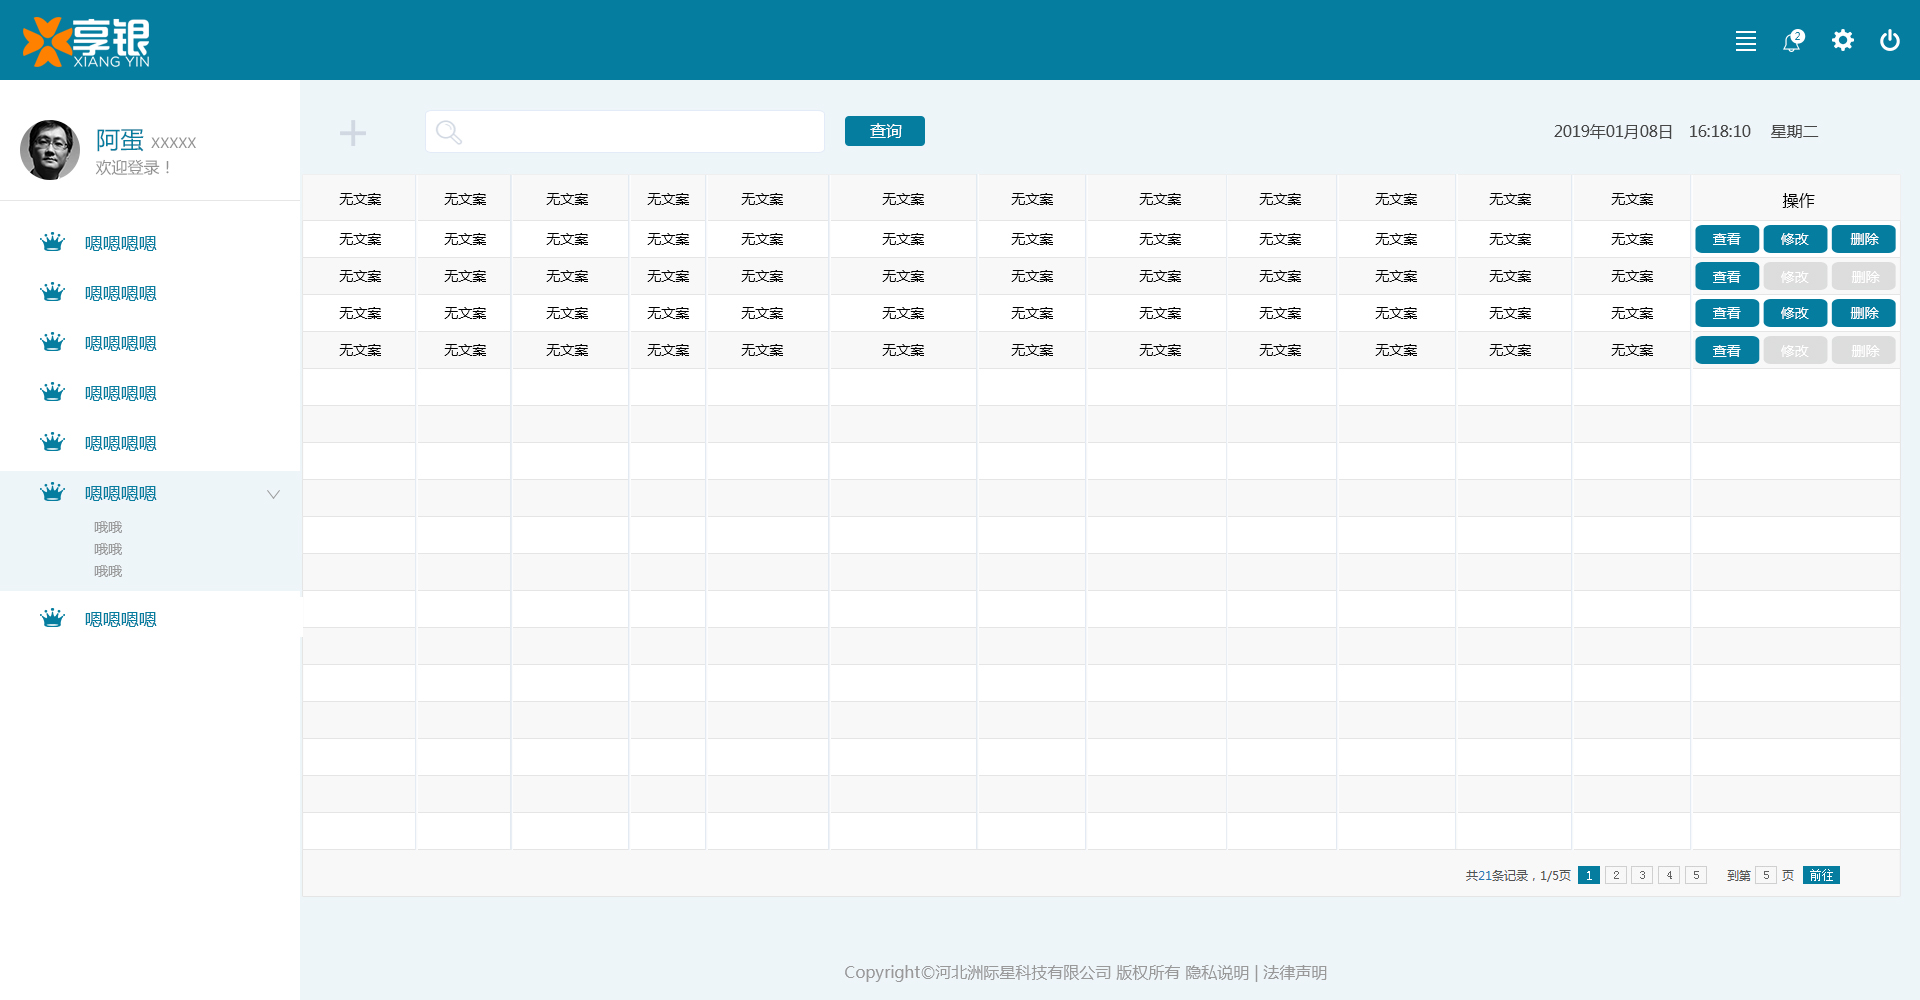 享银
XIANG YIN
2
阿蛋 xxxxx
欢迎登录！
嗯嗯嗯嗯
嗯嗯嗯嗯
嗯嗯嗯嗯
嗯嗯嗯嗯
嗯嗯嗯嗯
嗯嗯嗯嗯
哦哦
哦哦
哦哦
嗯嗯嗯嗯
查询
2019年01月08日 16:18:10 星期二
无文案 无文案 无文案 无文案 无文案 无文案 无文案 无文案 无文案 无文案 无文案 无文案 操作
无文案 无文案 无文案 无文案 无文案 无文案 无文案 无文案 无文案 无文案 无文案 无文案 查看 修改 删除
无文案 无文案 无文案 无文案 无文案 无文案 无文案 无文案 无文案 无文案 无文案 无文案 查看 修改 删除
无文案 无文案 无文案 无文案 无文案 无文案 无文案 无文案 无文案 无文案 无文案 无文案 查看 修改 删除
无文案 无文案 无文案 无文案 无文案 无文案 无文案 无文案 无文案 无文案 无文案 无文案 查看 修改 删除
共21条记录，1/5页 1 2 3 4 5 到第 5 页 前往
Copyright©河北洲际星科技有限公司 版权所有 隐私说明 | 法律声明